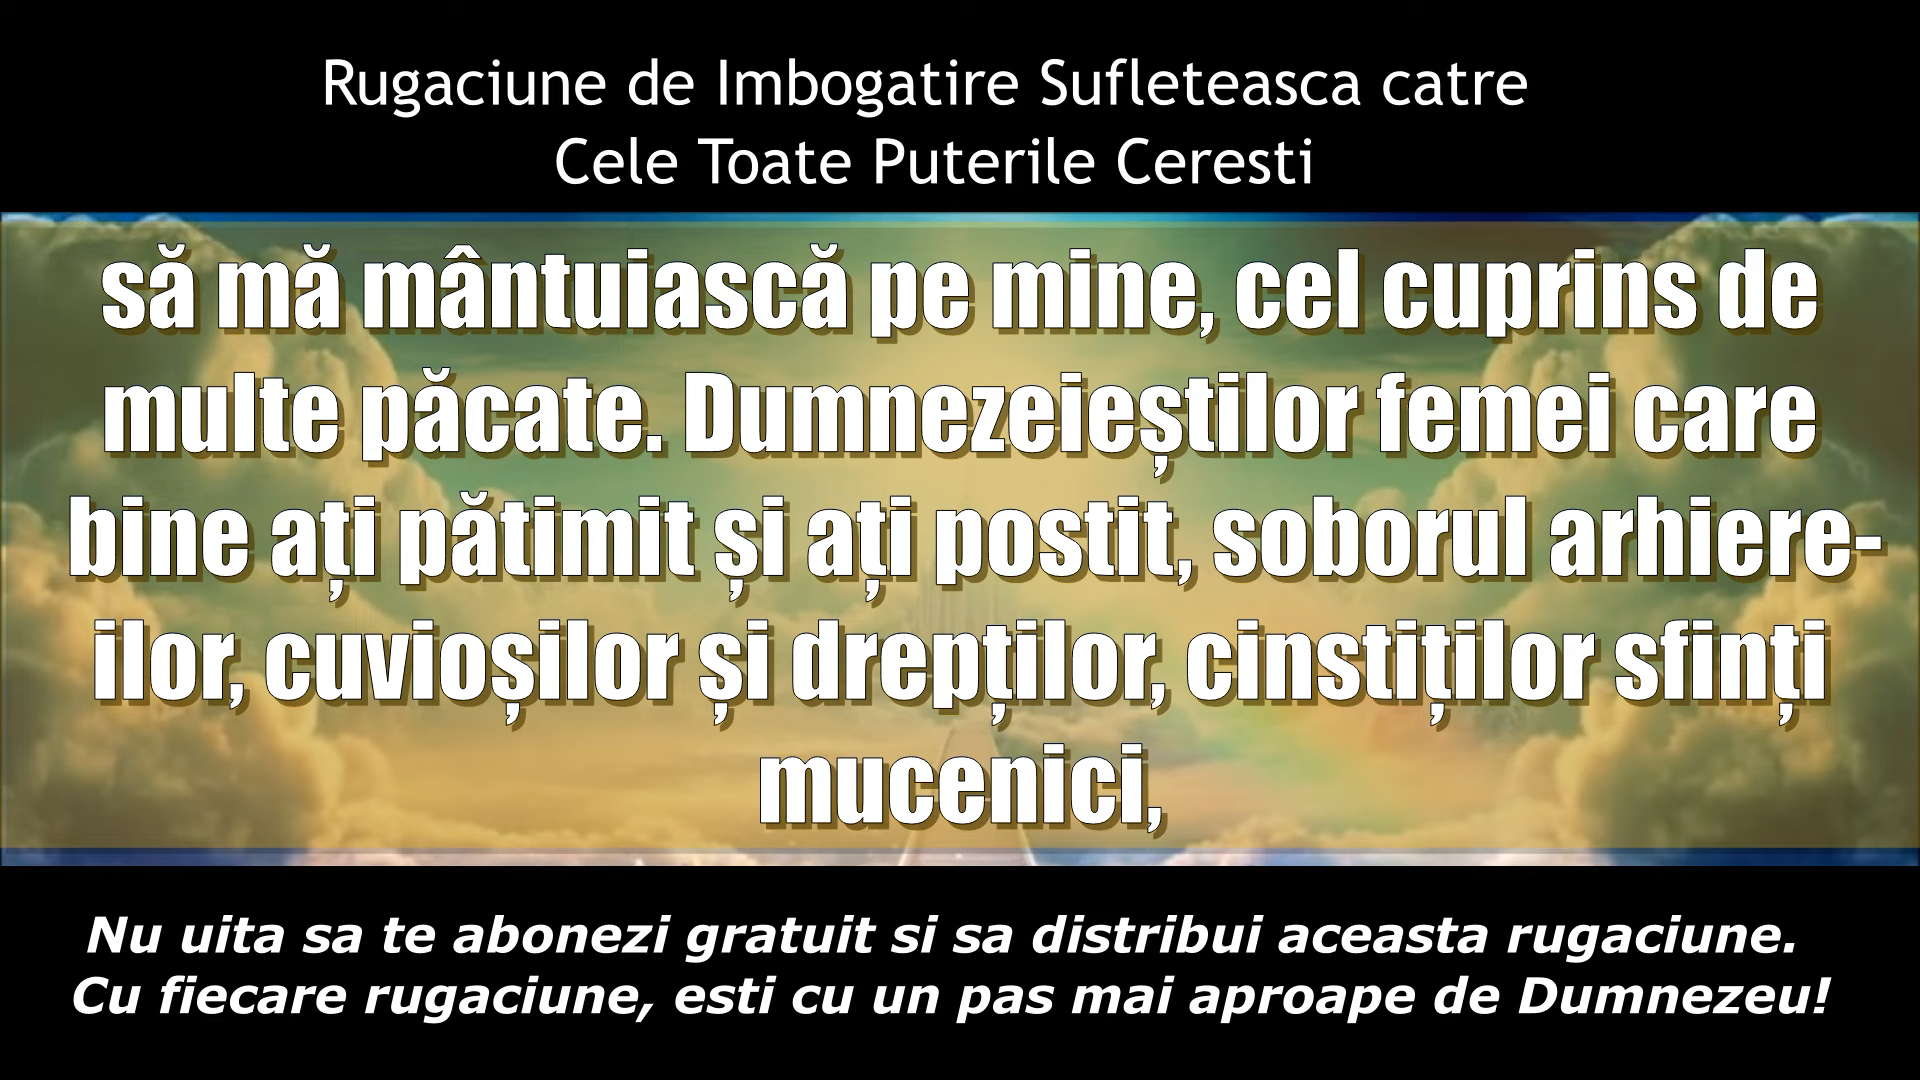 Rugaciune de Imbogatire Sufleteasca catre
Cele Toate Puterile Ceresti
să mă mântuiască pe mine, cel cuprins de
multe păcate. Dumnezeieștilor femei care
bine ați pătimit și ați postit, soborul arhiere-
ilor, cuvioșilor și drepților, cinstiților sfinți
mucenici,
Nu uita sa te abonezi gratuit si sa distribui aceasta rugaciune.
Cu fiecare rugaciune, esti cu un pas mai aproape de Dumnezeu!